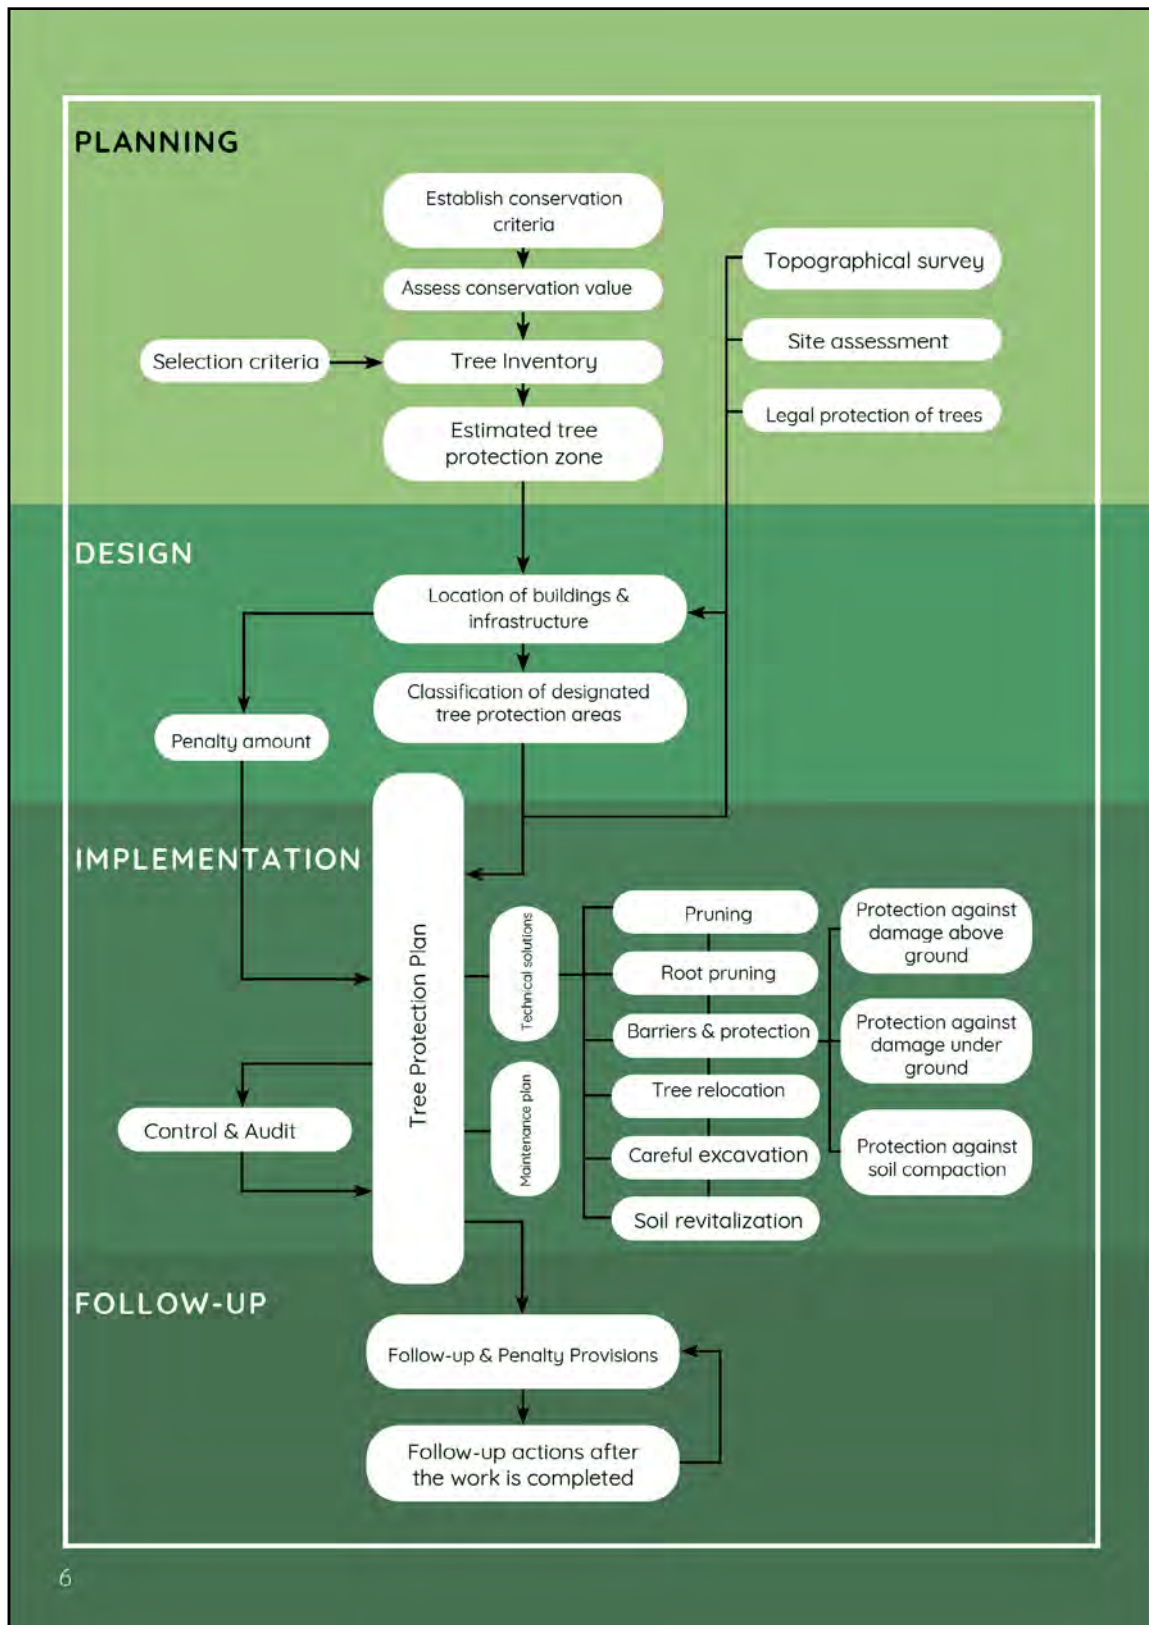 PLANNING
Establish conservation
criteria
Assess conservation value
Selection criteria
Tree Inventory
Estimated tree
protection zone
Topographical survey
Site assessment
Legal protection of trees
DESIGN
Location of buildings &
infrastructure
Classification of designated
tree protection areas
Penalty amount
IMPLEMENTATION
Tree Protection Plan
Technical solutions
Maintenance plan
Control & Audit
Pruning
Root pruning
Barriers & protection
Tree relocation
Careful excavation
Soil revitalization
Protection against
damage above
ground
Protection against
damage under
ground
Protection against
soil compaction
FOLLOW-UP
Follow-up & Penalty Provisions
Follow-up actions after
the work is completed
6